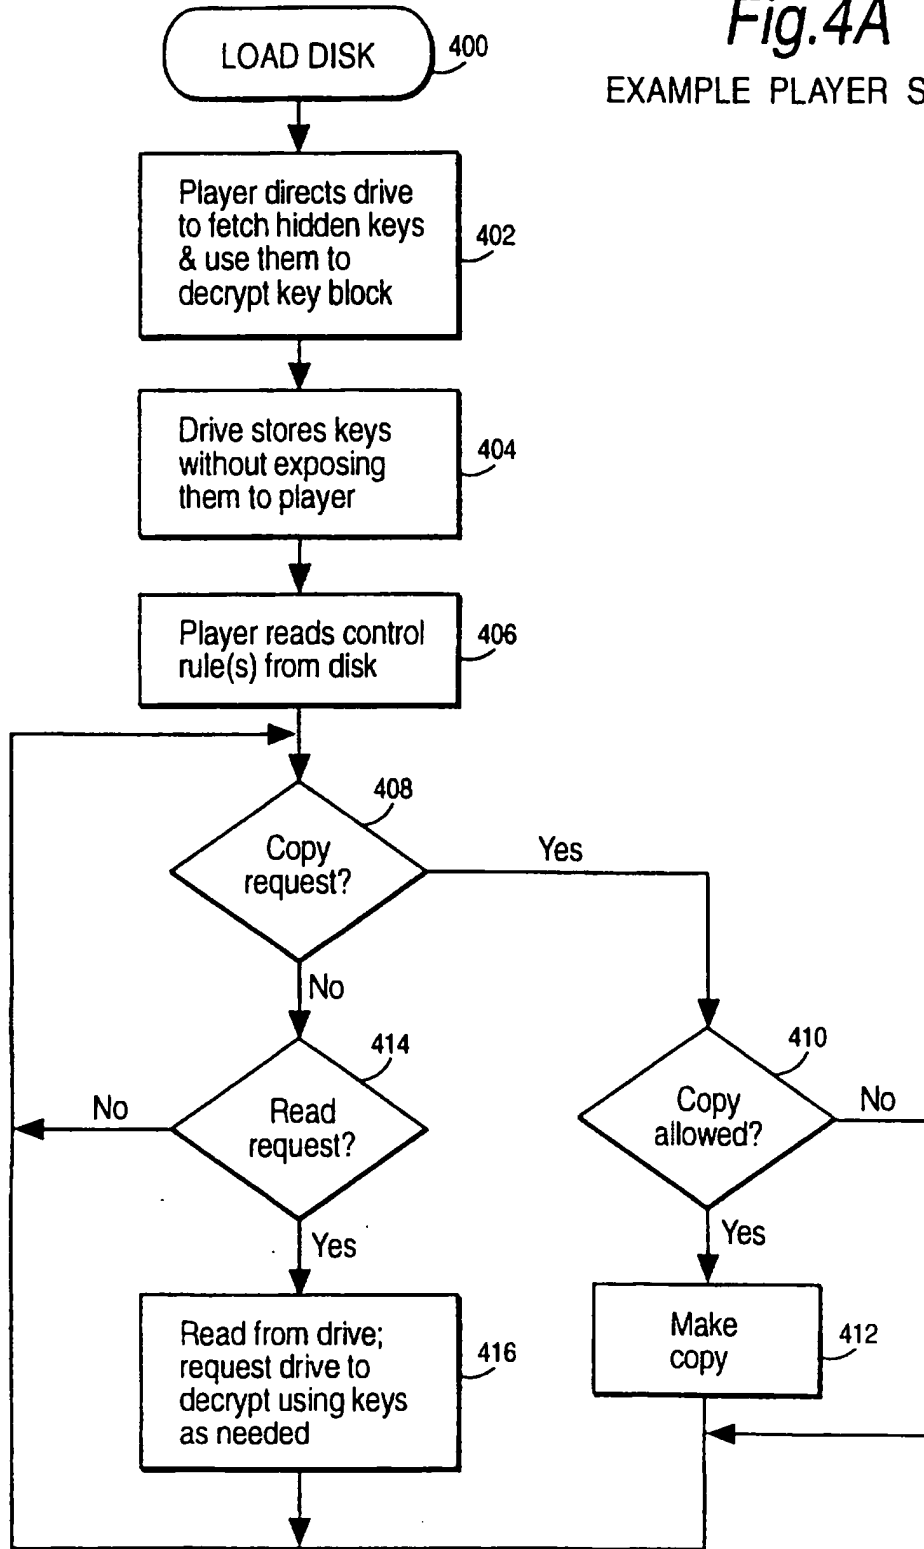 Fig.4A
EXAMPLE PLAYER S
LOAD DISK
400
Player directs drive
to fetch hidden keys
& use them to
decrypt key block
402
Drive stores keys
without exposing
them to player
404
Player reads control
rule(s) from disk
406
Copy
request?
408
Yes
No
Read
request?
414
No
Yes
Copy
allowed?
410
No
Yes
Read from drive;
request drive to
decrypt using keys
as needed
416
Make
copy
412